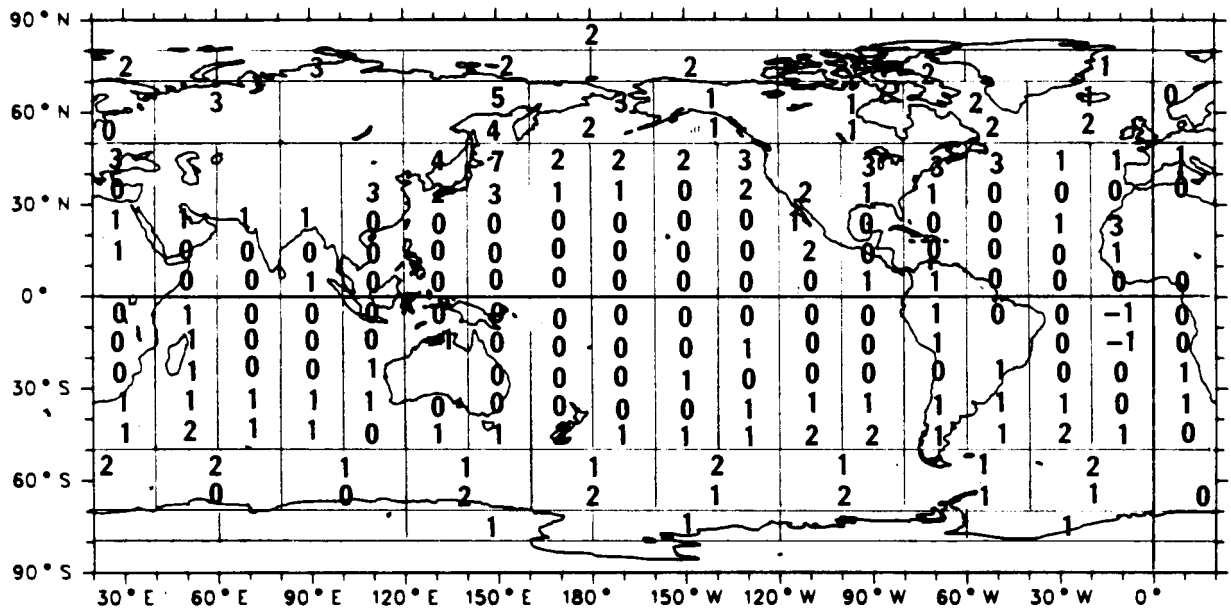 90° N
2
2 3 -2 2 2 1
3 5 3 1 1 2 1 0
60° N
0 4 2 1 1 2 2
3 4 -7 2 2 2 3 3 3 3 1 1 1
0 3 2 3 1 1 0 2 2 1 1 0 0 0 0
30° N
1 1 1 1 0 0 0 0 0 0 0 1 0 0 0 1 3
1 0 0 0 0 0 0 0 0 0 0 2 0 0 0 0 1
0 0 1 0 0 0 0 0 0 0 0 1 0 0 0 0 0
0°
0 1 0 0 0 0 0 0 0 0 0 0 0 1 0 0 -1 0
0 1 0 0 0 1 0 0 0 0 1 0 0 1 0 0 -1 0
0 1 0 0 1 0 0 0 1 0 0 0 0 1 0 0 1
30° S
1 1 1 1 1 0 0 0 0 0 1 1 1 1 1 1 0 1
1 2 1 1 0 1 1 2 1 1 1 2 2 1 1 2 1 0
2 2 1 1 1 2 1 1 2
60° S
0 0 2 2 1 2 1 1 0
1 1 1
90° S
30° E 60° E 90° E 120° E 150° E 180° 150° W 120° W 90° W 60° W 30° W 0°